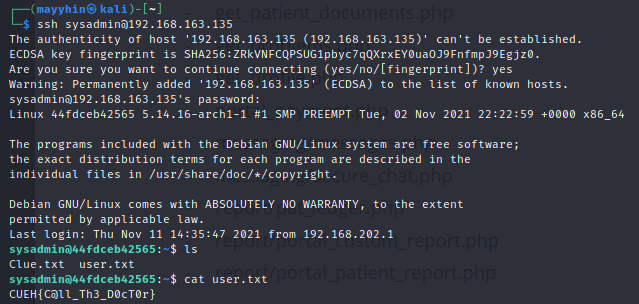 get_patient_documents.php
┌──(mayyhin㉿kali)-[~]
└─$ ssh sysadmin@192.168.163.135
The authenticity of host '192.168.163.135 (192.168.163.135)' can't be established.
ECDSA key fingerprint is SHA256:ZRkVNFCQPSUG1pbyc7qQXrxEY0uaOJ9FnfmpJ9Egjz0.
Are you sure you want to continue connecting (yes/no/[fingerprint])? yes
Warning: Permanently added '192.168.163.135' (ECDSA) to the list of known hosts.
sysadmin@192.168.163.135's password:
Linux 44fdceb42565 5.14.16-arch1-1 #1 SMP PREEMPT Tue, 02 Nov 2021 22:22:59 +0000 x86_64
The programs included with the Debian GNU/Linux system are free software;
the exact distribution terms for each program are described in the
individual files in /usr/share/doc/*/copyright.
Debian GNU/Linux comes with ABSOLUTELY NO WARRANTY, to the extent
permitted by applicable law.
Last login: Thu Nov 11 14:35:47 2021 from 192.168.202.1
sysadmin@44fdceb42565:~$ ls
report/portal_custom_report.php
Clue.txt  user.txt
sysadmin@44fdceb42565:~$ cat user.txt
report/portal_patient_report.php
CUEH{C@ll_Th3_D0cT0r}